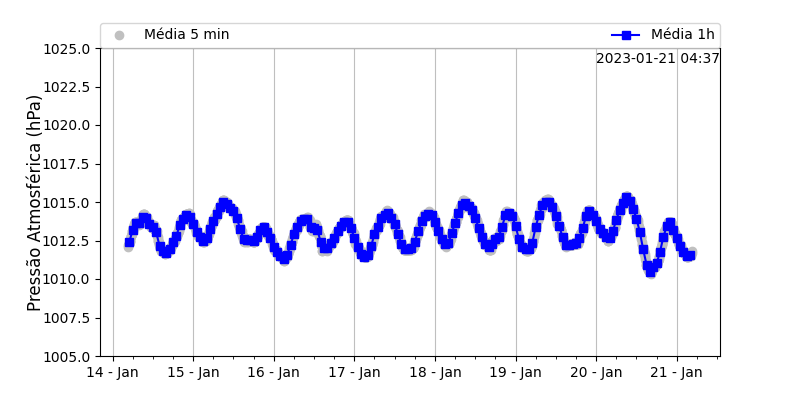 Média 5 min
Média 1h
2023-01-21 04:37
Pressão Atmosférica (hPa)
1025.0
1022.5
1020.0
1017.5
1015.0
1012.5
1010.0
1007.5
1005.0
14 - Jan
15 - Jan
16 - Jan
17 - Jan
18 - Jan
19 - Jan
20 - Jan
21 - Jan